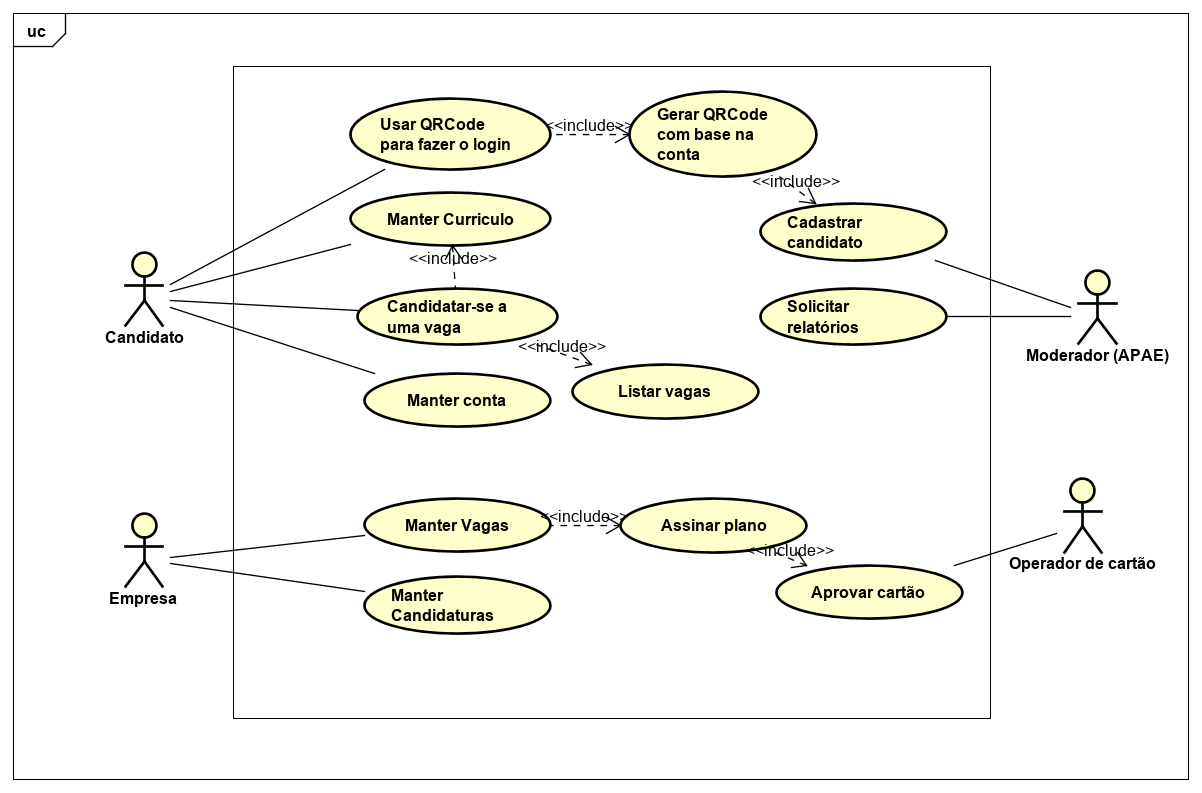 uc
Usar QRCode
para fazer o login
<<include>>
Gerar QRCode
com base na
conta
<<include>>
Manter Curriculo
Cadastrar
candidato
<<include>>
Candidatar-se a
uma vaga
Solicitar
relatórios
Candidato
Moderador (APAE)
<<include>>
Listar vagas
Manter conta
Manter Vagas
<<include>>
Assinar plano
<<include>>
Operador de cartão
Empresa
Manter
Candidaturas
Aprovar cartão